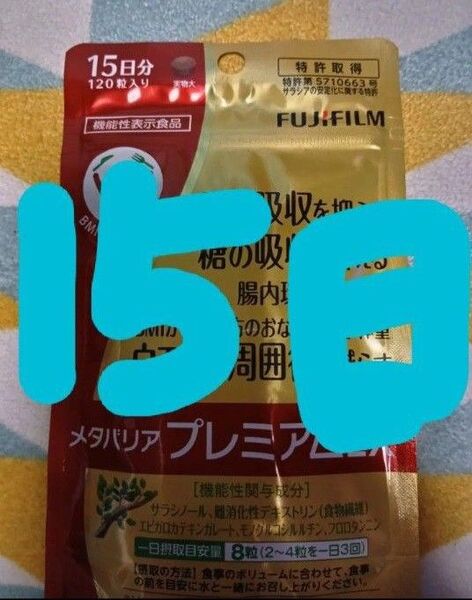 15日分
120粒入り
実物大
特許取得
特許第5710663号
サラシアの安定化に関する特許
機能性表示食品
FUJIFILM
BMI
15日
吸収を抑
糖の吸収 える
腸内環
BMIが 方のおな
周囲
メタバリア プレミアム
[機能性関与成分]
サラシノール、難消化性デキストリン(食物繊維)
エピガロカテキンガレート、モノグルコシルルチン、フロロタンニン
一日摂取目安量 8粒(2~4粒を一日3回)
[摂取の方法] 食事のボリュームに合わせて、食事
の前を目安に水と一緒にお召し上がりください。